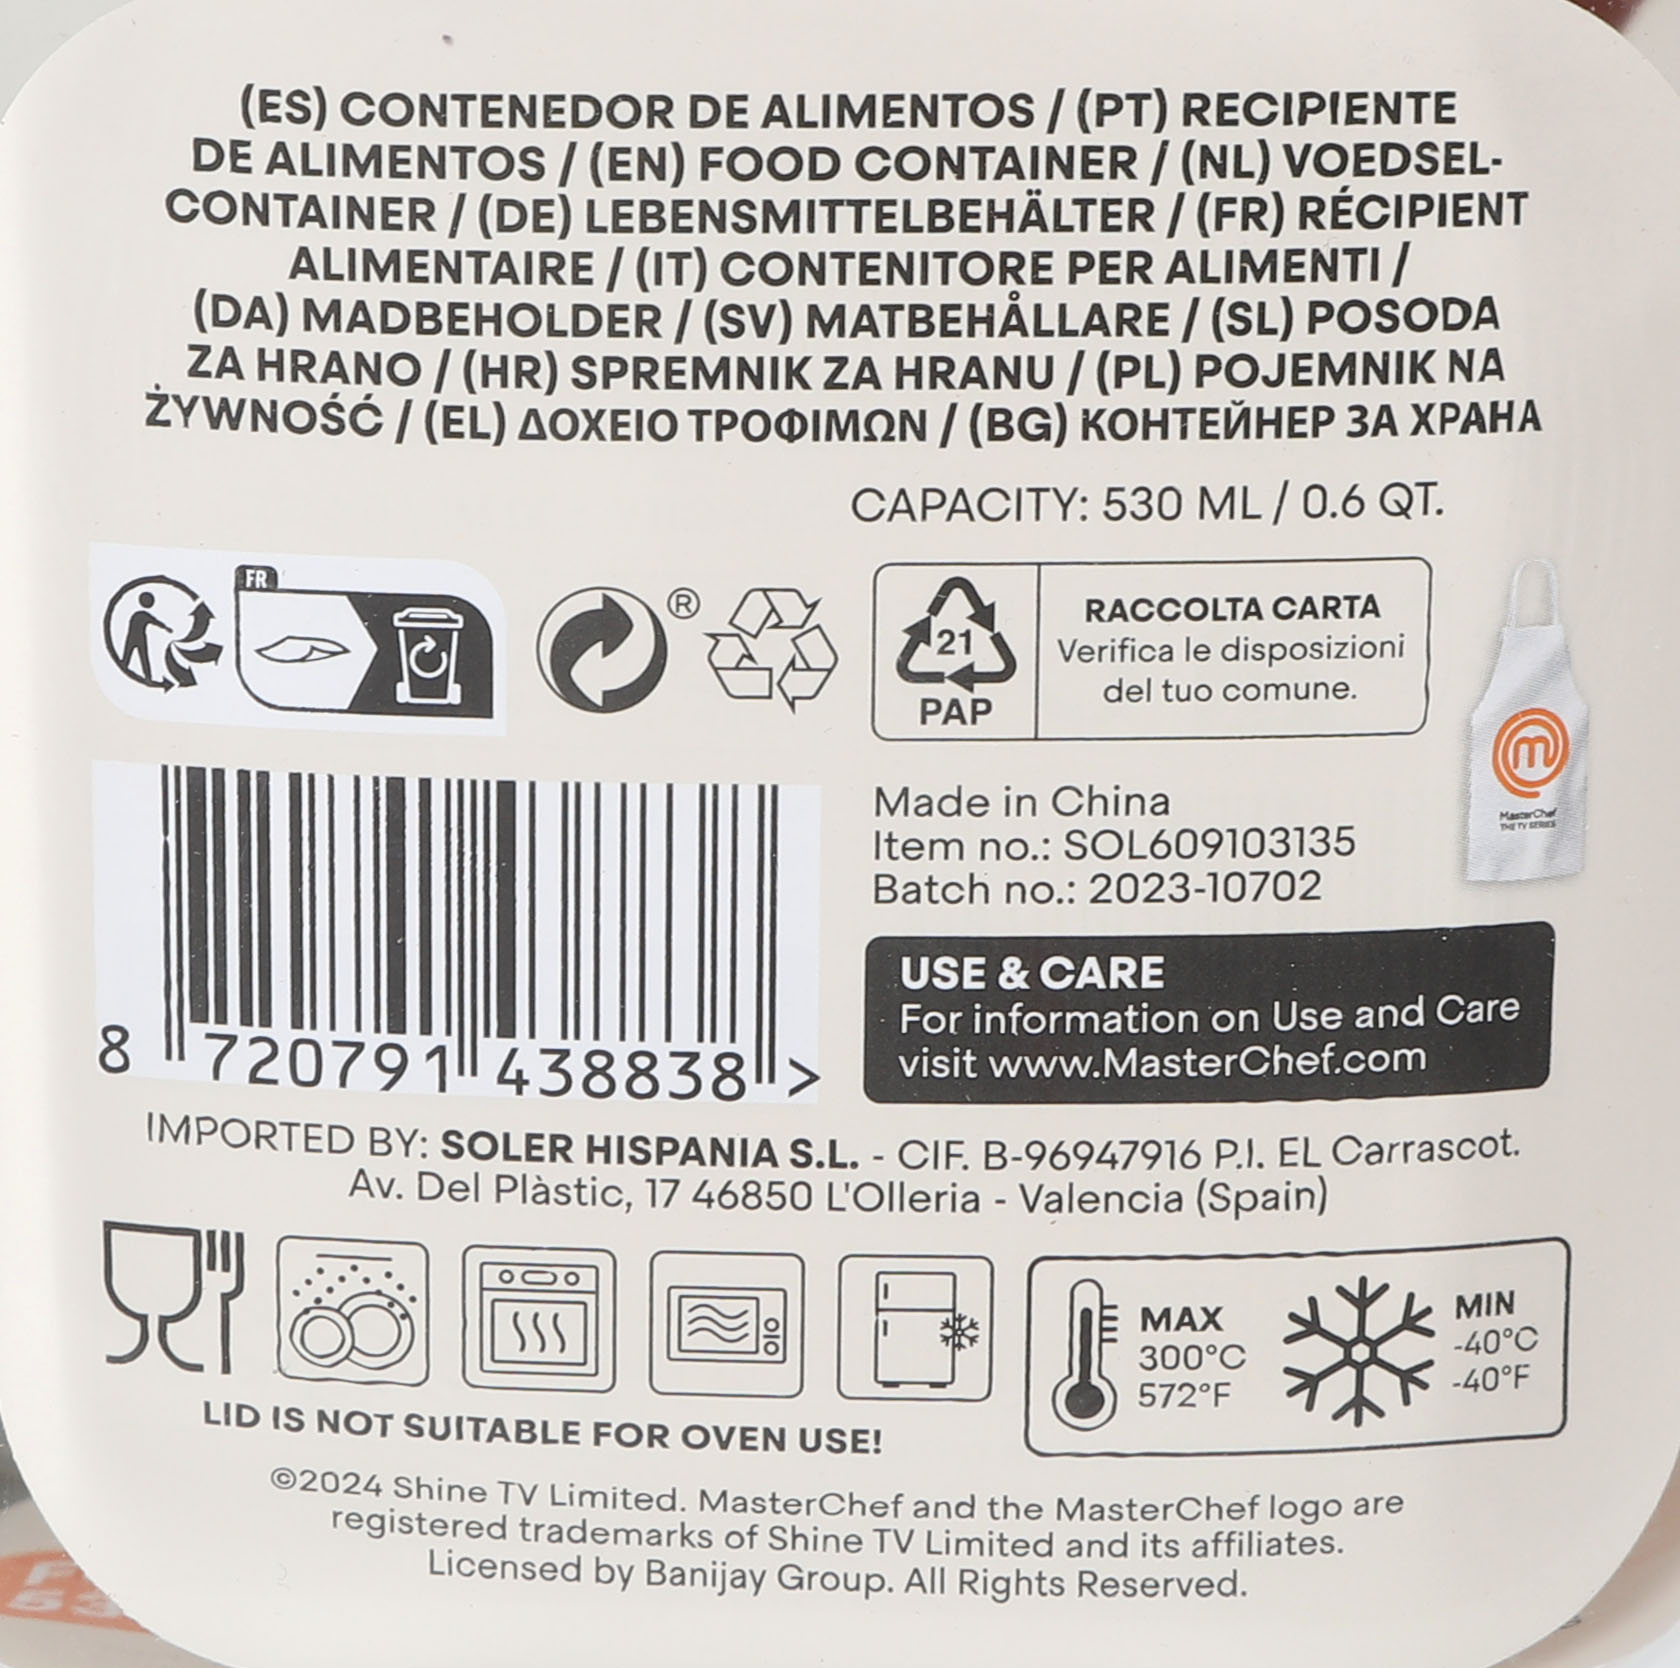 (ES) CONTENEDOR DE ALIMENTOS / (PT) RECIPIENTE
DE ALIMENTOS / (EN) FOOD CONTAINER / (NL) VOEDSEL-
CONTAINER / (DE) LEBENSMITTELBEHÄLTER / (FR) RÉCIPIENT
ALIMENTAIRE / (IT) CONTENITORE PER ALIMENTI /
(DA) MADBEHOLDER / (SV) MATBEHÅLLARE / (SL) POSODA
ZA HRANO / (HR) SPREMNIK ZA HRANU / (PL) POJEMNIK NA
ŻYWNOŚĆ / (EL) ΔΟΧΕΙΟ ΤΡΟΦΙΜΩΝ / (BG) КОНТЕЙНЕР ЗА ХРАНА
CAPACITY: 530 ML / 0.6 QT.
FR
®
21
PAP
RACCOLTA CARTA
Verifica le disposizioni
del tuo comune.
m
MasterChef
THE TV SERIES
Made in China
Item no.: SOL609103135
Batch no.: 2023-10702
USE & CARE
For information on Use and Care
visit www.MasterChef.com
8 720791 438838 >
IMPORTED BY: SOLER HISPANIA S.L. - CIF. B-96947916 P.I. EL Carrascot.
Av. Del Plàstic, 17 46850 L'Olleria - Valencia (Spain)
MAX
300°C
572°F
MIN
-40°C
-40°F
LID IS NOT SUITABLE FOR OVEN USE!
©2024 Shine TV Limited. MasterChef and the MasterChef logo are
registered trademarks of Shine TV Limited and its affiliates.
Licensed by Banijay Group. All Rights Reserved.